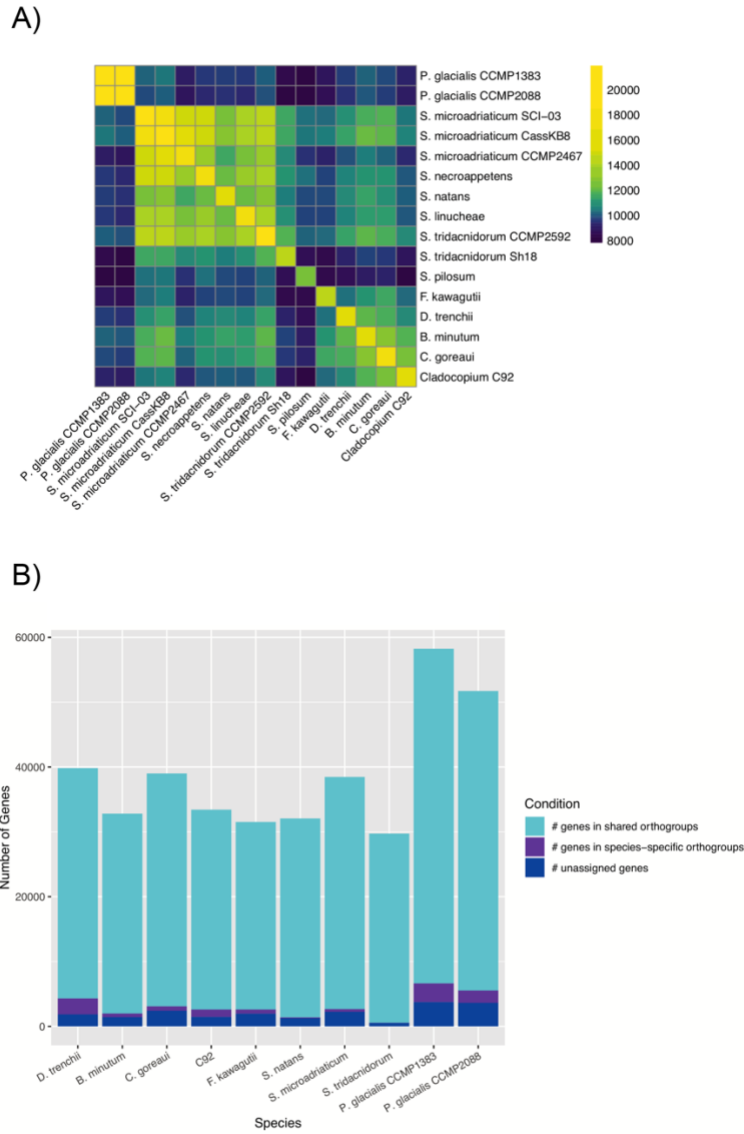 A)
P. glacialis CCMP1383
P. glacialis CCMP2088
S. microadriaticum SCI-03
S. microadriaticum CassKB8
S. microadriaticum CCMP2467
S. necroappetens
S. natans
S. linucheae
S. tridacnidorum CCMP2592
S. tridacnidorum Sh18
S. pilosum
F. kawagutii
D. trenchii
B. minutum
C. goreaui
Cladocopium C92
20000
18000
16000
14000
12000
10000
8000
P. glacialis CCMP1383
P. glacialis CCMP2088
S. microadriaticum SCI-03
S. microadriaticum CassKB8
S. microadriaticum CCMP2467
S. necroappetens
S. natans
S. linucheae
S. tridacnidorum CCMP2592
S. tridacnidorum Sh18
S. pilosum
F. kawagutii
D. trenchii
B. minutum
C. goreaui
Cladocopium C92
B)
60000
40000
20000
0
Number of Genes
D. trenchii
B. minutum
C. goreaui
C92
F. kawagutii
S. natans
S. microadriaticum
S. tridacnidorum
P. glacialis CCMP1383
P. glacialis CCMP2088
Species
Condition
# genes in shared orthogroups
# genes in species-specific orthogroups
# unassigned genes